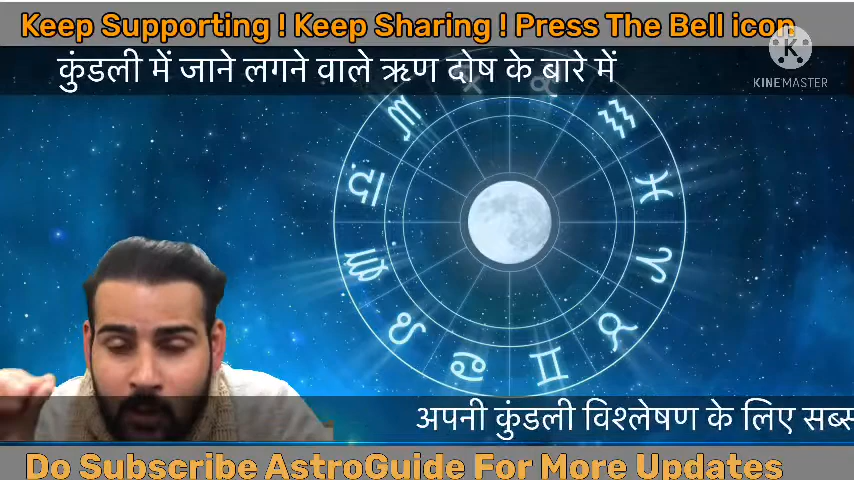 Keep Supporting ! Keep Sharing ! Press The Bell icon
कुंडली में जाने लगने वाले ऋण दोष के बारे में
KINEMASTER
अपनी कुंडली विश्लेषण के लिए
Do Subscribe AstroGuide For More Updates